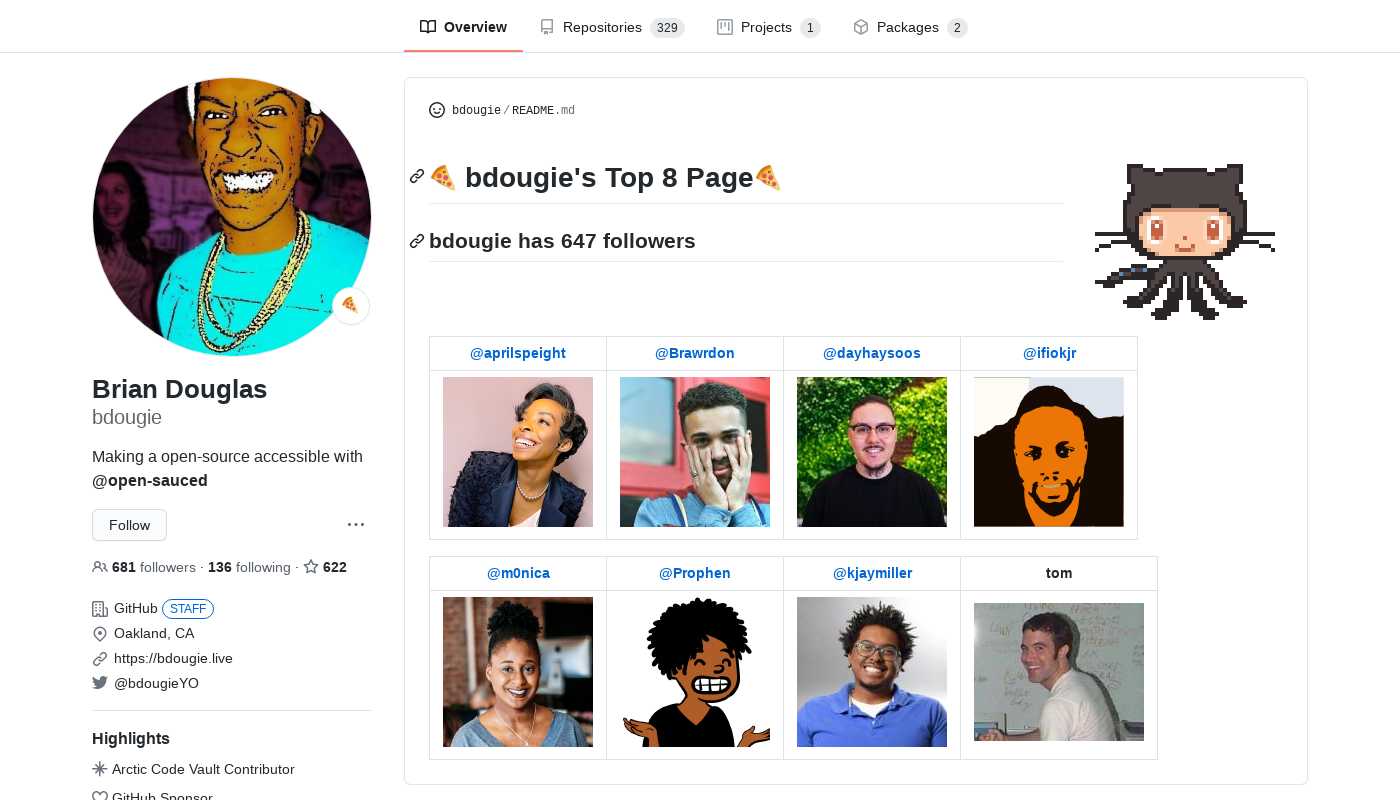 Overview
Repositories 329
Projects 1
Packages 2
bdougie/README.md
🍕 bdougie's Top 8 Page🍕
bdougie has 647 followers
@aprilspeight @Brawrdon @dayhaysoos @ifiokjr
@m0nica @Prophen @kjaymiller tom
Brian Douglas
bdougie
Making a open-source accessible with
@open-sauced
Follow
681 followers · 136 following · 622
GitHub STAFF
Oakland, CA
https://bdougie.live
@bdougieYO
Highlights
Arctic Code Vault Contributor
GitHub Sponsor